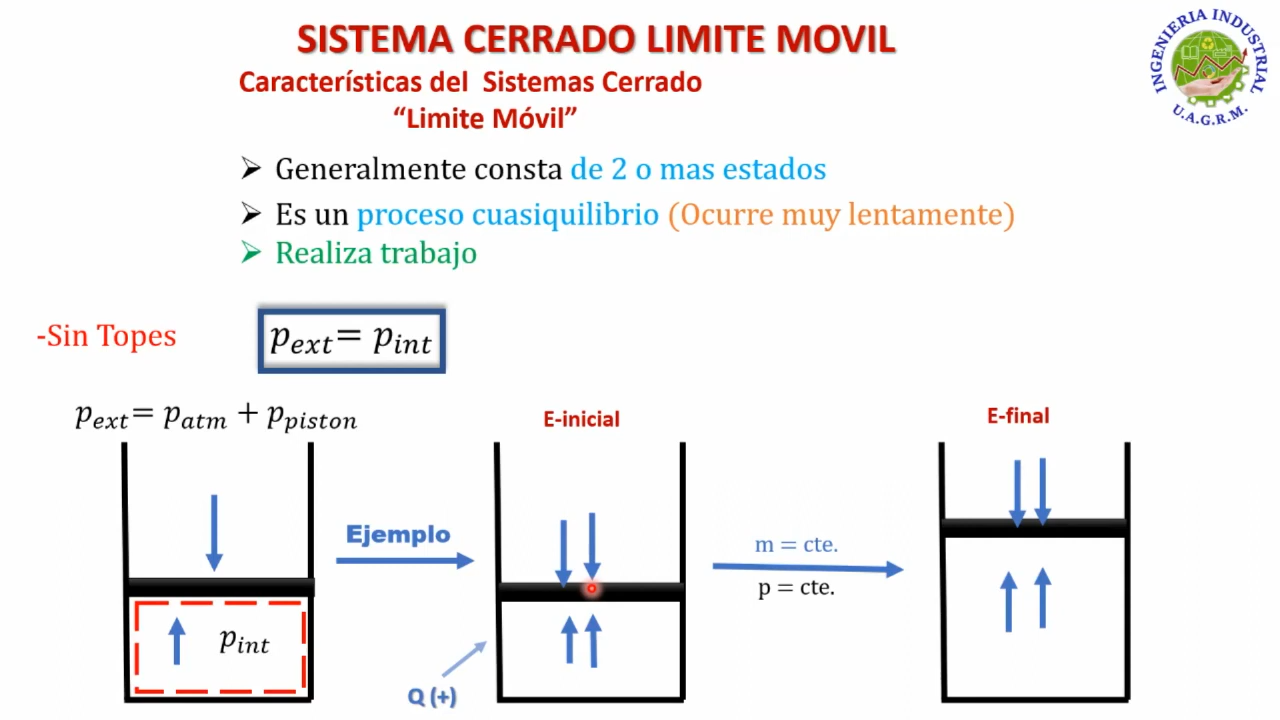 SISTEMA CERRADO LIMITE MOVIL
Características del Sistemas Cerrado
“Limite Móvil”
INGENIERIA INDUSTRIAL
U.A.G.R.M.
Generalmente consta de 2 o mas estados
Es un proceso cuasiquilibrio (Ocurre muy lentamente)
Realiza trabajo
-Sin Topes
p_ext = p_int
p_ext = p_atm + p_piston
E-inicial
E-final
Ejemplo
m = cte.
p = cte.
p_int
Q (+)